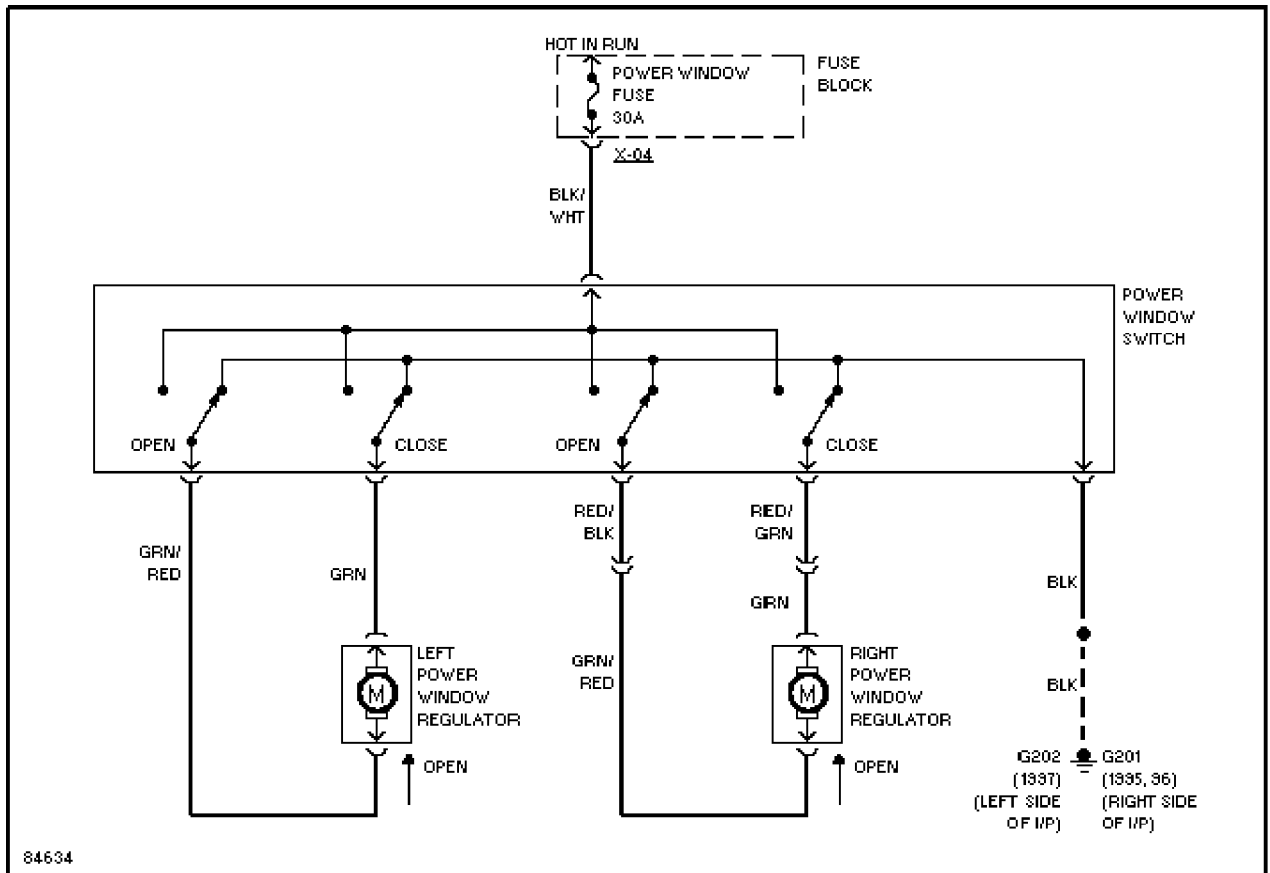 HOT IN RUN
POWER WINDOW
FUSE
30A
FUSE
BLOCK
X-04
BLK/
WHT
POWER
WINDOW
SWITCH
OPEN
CLOSE
OPEN
CLOSE
GRN/
RED
GRN
RED/
BLK
RED/
GRN
GRN
BLK
LEFT
POWER
WINDOW
REGULATOR
M
GRN/
RED
RIGHT
POWER
WINDOW
REGULATOR
M
BLK
OPEN
OPEN
G202
(1997)
(LEFT SIDE
OF I/P)
G201
(1995, 96)
(RIGHT SIDE
OF I/P)
84634